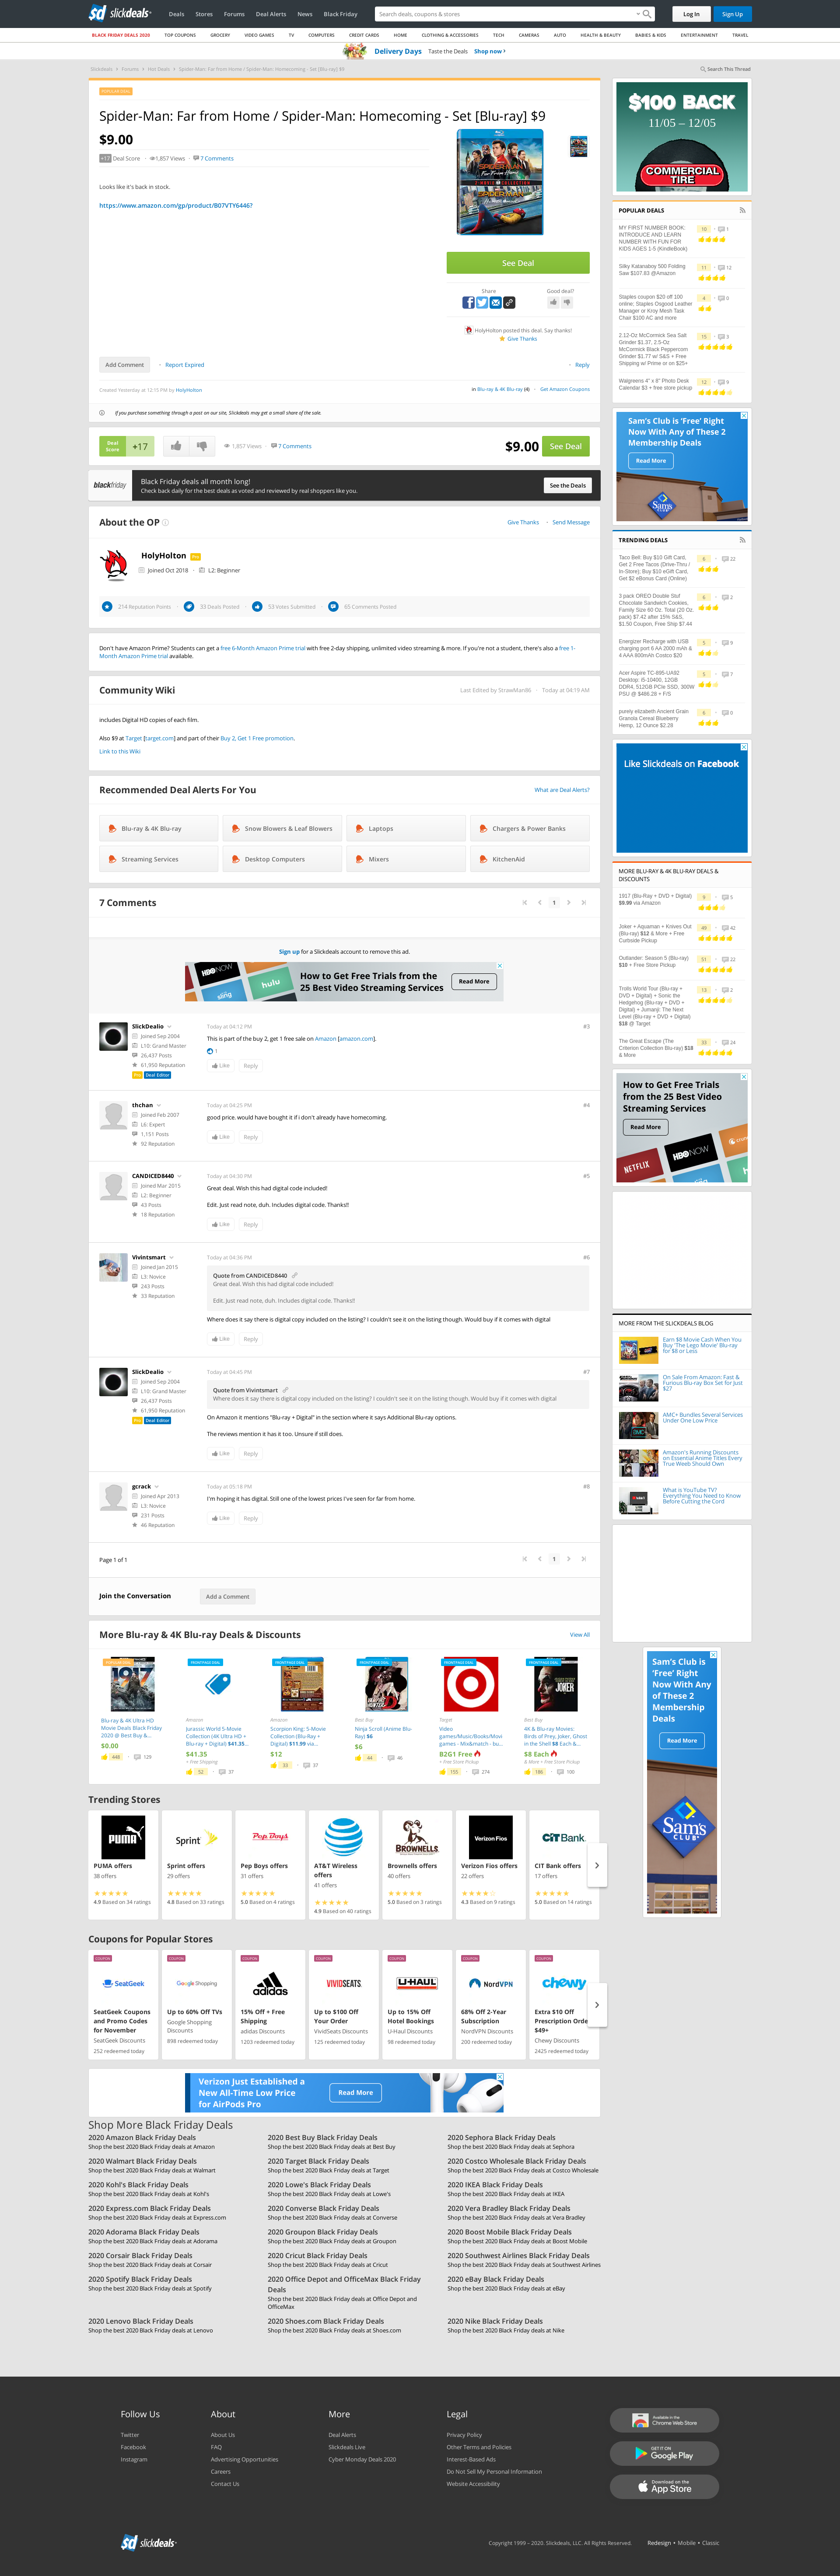 slickdeals
Deals Stores Forums Deal Alerts News Black Friday
Search deals, coupons & stores
Log In Sign Up
BLACK FRIDAY DEALS 2020 TOP COUPONS GROCERY VIDEO GAMES TV COMPUTERS CREDIT CARDS HOME CLOTHING & ACCESSORIES TECH CAMERAS AUTO HEALTH & BEAUTY BABIES & KIDS ENTERTAINMENT TRAVEL
Delivery Days Taste the Deals Shop now
Slickdeals Forums Hot Deals Spider-Man: Far from Home / Spider-Man: Homecoming - Set [Blu-ray] $9
Search This Thread
Spider-Man: Far from Home / Spider-Man: Homecoming - Set [Blu-ray] $9
$9.00
+17 Deal Score 1,857 Views 7 Comments
Looks like it's back in stock.
https://www.amazon.com/gp/product/B07VTY6446?
See Deal
Share Good deal?
HolyHolton posted this deal. Say thanks!
Give Thanks
Add Comment Report Expired Reply
Created Yesterday at 12:15 PM by HolyHolton
in Blu-ray & 4K Blu-ray (4) Get Amazon Coupons
If you purchase something through a post on our site, Slickdeals may get a small share of the sale.
Deal Score +17 1,857 Views 7 Comments $9.00 See Deal
blackfriday
Black Friday deals all month long!
Check back daily for the best deals as voted and reviewed by real shoppers like you.
See the Deals
About the OP Give Thanks Send Message
HolyHolton Pro
Joined Oct 2018 L2: Beginner
214 Reputation Points 33 Deals Posted 53 Votes Submitted 65 Comments Posted
Don't have Amazon Prime? Students can get a free 6-Month Amazon Prime trial with free 2-day shipping, unlimited video streaming & more. If you're not a student, there's also a free 1-
Month Amazon Prime trial available.
Community Wiki Last Edited by StrawMan86 Today at 04:19 AM
includes Digital HD copies of each film.
Also $9 at Target [target.com] and part of their Buy 2, Get 1 Free promotion.
Link to this Wiki
Recommended Deal Alerts For You What are Deal Alerts?
Blu-ray & 4K Blu-ray Snow Blowers & Leaf Blowers Laptops Chargers & Power Banks
Streaming Services Desktop Computers Mixers KitchenAid
7 Comments 1
Sign up for a Slickdeals account to remove this ad.
HBO NOW sling hulu
How to Get Free Trials from the
25 Best Video Streaming Services
Read More
SlickDealio Today at 04:12 PM #3
Joined Sep 2004
L10: Grand Master
26,437 Posts
61,950 Reputation
Pro Deal Editor
This is part of the buy 2, get 1 free sale on Amazon [amazon.com].
1
Like Reply
thchan Today at 04:25 PM #4
Joined Feb 2007
L6: Expert
1,151 Posts
92 Reputation
good price. would have bought it if i don't already have homecoming.
Like Reply
CANDICED8440 Today at 04:30 PM #5
Joined Mar 2015
L2: Beginner
43 Posts
18 Reputation
Great deal. Wish this had digital code included!
Edit. Just read note, duh. Includes digital code. Thanks!!
Like Reply
Vivintsmart Today at 04:36 PM #6
Joined Jan 2015
L3: Novice
243 Posts
33 Reputation
Quote from CANDICED8440
Great deal. Wish this had digital code included!
Edit. Just read note, duh. Includes digital code. Thanks!!
Where does it say there is digital copy included on the listing? I couldn't see it on the listing though. Would buy if it comes with digital
Like Reply
SlickDealio Today at 04:45 PM #7
Joined Sep 2004
L10: Grand Master
26,437 Posts
61,950 Reputation
Pro Deal Editor
Quote from Vivintsmart
Where does it say there is digital copy included on the listing? I couldn't see it on the listing though. Would buy if it comes with digital
On Amazon it mentions "Blu-ray + Digital" in the section where it says Additional Blu-ray options.
The reviews mention it has it too. Unsure if still does.
Like Reply
gcrack Today at 05:18 PM #8
Joined Apr 2013
L3: Novice
231 Posts
46 Reputation
I'm hoping it has digital. Still one of the lowest prices I've seen for far from home.
Like Reply
Page 1 of 1 1
Join the Conversation Add a Comment
More Blu-ray & 4K Blu-ray Deals & Discounts View All
Blu-ray & 4K Ultra HD
Movie Deals Black Friday
2020 @ Best Buy &...
$0.00
448 129
FRONTPAGE DEAL
Amazon
Jurassic World 5-Movie
Collection (4K Ultra HD +
Blu-ray + Digital) $41.35...
$41.35
+ Free Shipping
52 37
FRONTPAGE DEAL
Amazon
Scorpion King: 5-Movie
Collection (Blu-Ray +
Digital) $11.99 via...
$12
33 37
FRONTPAGE DEAL
Best Buy
Ninja Scroll (Anime Blu-
Ray) $6
$6
44 46
FRONTPAGE DEAL
Target
Video
games/Music/Books/Movi
games - Mix&match - bu...
B2G1 Free
+ Free Store Pickup
155 274
FRONTPAGE DEAL
Best Buy
4K & Blu-ray Movies:
Birds of Prey, Joker, Ghost
in the Shell $8 Each &...
$8 Each
& More + Free Store Pickup
186 100
Trending Stores
PUMA
PUMA offers
38 offers
4.9 Based on 34 ratings
Sprint
Sprint offers
29 offers
4.8 Based on 33 ratings
Pep Boys
Pep Boys offers
31 offers
5.0 Based on 4 ratings
AT&T
AT&T Wireless
offers
41 offers
4.9 Based on 40 ratings
BROWNELLS
Brownells offers
40 offers
5.0 Based on 3 ratings
Verizon Fios
Verizon Fios offers
22 offers
4.3 Based on 9 ratings
CIT Bank
CIT Bank offers
17 offers
5.0 Based on 14 ratings
Coupons for Popular Stores
COUPON
SeatGeek
SeatGeek Coupons
and Promo Codes
for November
SeatGeek Discounts
252 redeemed today
COUPON
Google Shopping
Up to 60% Off TVs
Google Shopping
Discounts
898 redeemed today
COUPON
adidas
15% Off + Free
Shipping
adidas Discounts
1203 redeemed today
COUPON
VIVIDSEATS
Up to $100 Off
Your Order
VividSeats Discounts
125 redeemed today
COUPON
U-HAUL
Up to 15% Off
Hotel Bookings
U-Haul Discounts
98 redeemed today
COUPON
NordVPN
68% Off 2-Year
Subscription
NordVPN Discounts
200 redeemed today
COUPON
chewy
Extra $10 Off
Prescription Orde
$49+
Chewy Discounts
2425 redeemed today
Verizon Just Established a
New All-Time Low Price
for AirPods Pro
Read More
Shop More Black Friday Deals
2020 Amazon Black Friday Deals
Shop the best 2020 Black Friday deals at Amazon
2020 Best Buy Black Friday Deals
Shop the best 2020 Black Friday deals at Best Buy
2020 Sephora Black Friday Deals
Shop the best 2020 Black Friday deals at Sephora
2020 Walmart Black Friday Deals
Shop the best 2020 Black Friday deals at Walmart
2020 Target Black Friday Deals
Shop the best 2020 Black Friday deals at Target
2020 Costco Wholesale Black Friday Deals
Shop the best 2020 Black Friday deals at Costco Wholesale
2020 Kohl's Black Friday Deals
Shop the best 2020 Black Friday deals at Kohl's
2020 Lowe's Black Friday Deals
Shop the best 2020 Black Friday deals at Lowe's
2020 IKEA Black Friday Deals
Shop the best 2020 Black Friday deals at IKEA
2020 Express.com Black Friday Deals
Shop the best 2020 Black Friday deals at Express.com
2020 Converse Black Friday Deals
Shop the best 2020 Black Friday deals at Converse
2020 Vera Bradley Black Friday Deals
Shop the best 2020 Black Friday deals at Vera Bradley
2020 Adorama Black Friday Deals
Shop the best 2020 Black Friday deals at Adorama
2020 Groupon Black Friday Deals
Shop the best 2020 Black Friday deals at Groupon
2020 Boost Mobile Black Friday Deals
Shop the best 2020 Black Friday deals at Boost Mobile
2020 Corsair Black Friday Deals
Shop the best 2020 Black Friday deals at Corsair
2020 Cricut Black Friday Deals
Shop the best 2020 Black Friday deals at Cricut
2020 Southwest Airlines Black Friday Deals
Shop the best 2020 Black Friday deals at Southwest Airlines
2020 Spotify Black Friday Deals
Shop the best 2020 Black Friday deals at Spotify
2020 Office Depot and OfficeMax Black Friday
Deals
Shop the best 2020 Black Friday deals at Office Depot and
OfficeMax
2020 eBay Black Friday Deals
Shop the best 2020 Black Friday deals at eBay
2020 Lenovo Black Friday Deals
Shop the best 2020 Black Friday deals at Lenovo
2020 Shoes.com Black Friday Deals
Shop the best 2020 Black Friday deals at Shoes.com
2020 Nike Black Friday Deals
Shop the best 2020 Black Friday deals at Nike
$100 BACK
11/05 – 12/05
COMMERCIAL
TIRE
POPULAR DEALS
MY FIRST NUMBER BOOK:
INTRODUCE AND LEARN
NUMBER WITH FUN FOR
KIDS AGES 1-5 (KindleBook)
10 1
Silky Katanaboy 500 Folding
Saw $107.83 @Amazon
11 12
Staples coupon $20 off 100
online; Staples Osgood Leather
Manager or Kroy Mesh Task
Chair $100 AC and more
4 0
2.12-Oz McCormick Sea Salt
Grinder $1.37, 2.5-Oz
McCormick Black Peppercorn
Grinder $1.77 w/ S&S + Free
Shipping w/ Prime or on $25+
15 3
Walgreens 4" x 8" Photo Desk
Calendar $3 + free store pickup
12 9
Sam's Club is 'Free' Right
Now With Any of These 2
Membership Deals
Read More
TRENDING DEALS
Taco Bell: Buy $10 Gift Card,
Get 2 Free Tacos (Drive-Thru /
In-Store); Buy $10 eGift Card,
Get $2 eBonus Card (Online)
6 22
3 pack OREO Double Stuf
Chocolate Sandwich Cookies,
Family Size 60 Oz, Total (20 Oz,
pack) $7.42 after 15% S&S,
$1.50 Coupon, Free Ship $7.44
6 2
Energizer Recharge with USB
charging port 6 AA 2000 mAh &
4 AAA 800mAh Costco $20
5 9
Acer Aspire TC-895-UA92
Desktop, i5-10400, 12GB
DDR4, 512GB PCIe SSD, 300W
PSU @ $486.28 + F/S
5 7
purely elizabeth Ancient Grain
Granola Cereal Blueberry
Hemp, 12 Ounce $2.28
6 0
Like Slickdeals on Facebook
MORE BLU-RAY & 4K BLU-RAY DEALS &
DISCOUNTS
1917 (Blu-Ray + DVD + Digital)
$9.99 via Amazon
9 5
Joker + Aquaman + Knives Out
(Blu-ray) $12 & More + Free
Curbside Pickup
49 42
Outlander: Season 5 (Blu-ray)
$10 + Free Store Pickup
51 22
Trolls World Tour (Blu-ray +
DVD + Digital) + Sonic the
Hedgehog (Blu-ray + DVD +
Digital) + Jumanji: The Next
Level (Blu-ray + DVD + Digital)
$18 @ Target
13 2
The Great Escape (The
Criterion Collection Blu-ray) $18
& More
33 24
How to Get Free Trials
from the 25 Best Video
Streaming Services
Read More
NETFLIX HBO NOW
MORE FROM THE SLICKDEALS BLOG
Earn $8 Movie Cash When You
Buy 'The Lego Movie' Blu-ray
for $8 or Less
On Sale From Amazon: Fast &
Furious Blu-ray Box Set for Just
$27
AMC+ Bundles Several Services
Under One Low Price
Amazon's Running Discounts
on Essential Anime Titles Every
True Weeb Should Own
What is YouTube TV?
Everything You Need to Know
Before Cutting the Cord
Sam's Club is
'Free' Right
Now With Any
of These 2
Membership
Deals
Read More
Sam's
CLUB
Follow Us About More Legal
Twitter
Facebook
Instagram
About Us
FAQ
Advertising Opportunities
Careers
Contact Us
Deal Alerts
Slickdeals Live
Cyber Monday Deals 2020
Privacy Policy
Other Terms and Policies
Interest-Based Ads
Do Not Sell My Personal Information
Website Accessibility
Available in the
Chrome Web Store
GET IT ON
Google Play
Download on the
App Store
slickdeals
Copyright 1999 – 2020. Slickdeals, LLC. All Rights Reserved. Redesign • Mobile • Classic